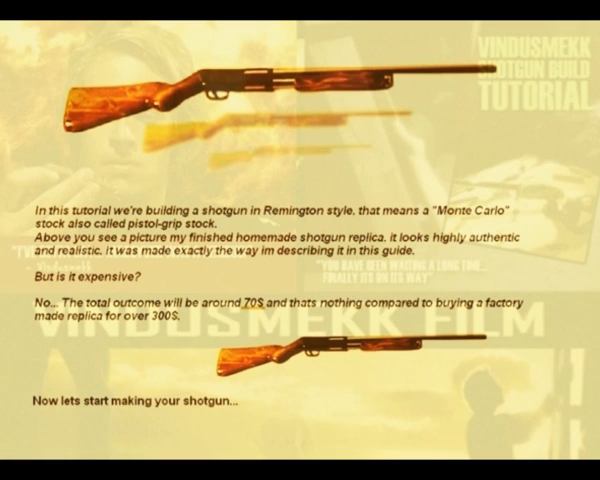 VINDUSMEKK
SHOTGUN BUILD
TUTORIAL
In this tutorial we're building a shotgun in Remington style, that means a "Monte Carlo"
stock also called pistol-grip stock.
Above you see a picture my finished homemade shotgun replica. it looks highly authentic
and realistic. It was made exactly the way im describing it in this guide.
"YOU HAVE BEEN WAITING A LONG TIME...
FINALLY ITS ON ITS WAY"
But is it expensive?
No... The total outcome will be around 70$ and thats nothing compared to buying a factory
made replica for over 300$.
VINDUSMEKK FILM
Now lets start making your shotgun...